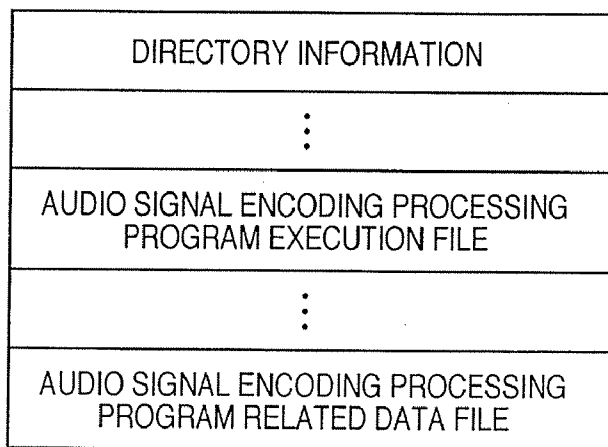 DIRECTORY INFORMATION
⋮
AUDIO SIGNAL ENCODING PROCESSING
PROGRAM EXECUTION FILE
⋮
AUDIO SIGNAL ENCODING PROCESSING
PROGRAM RELATED DATA FILE